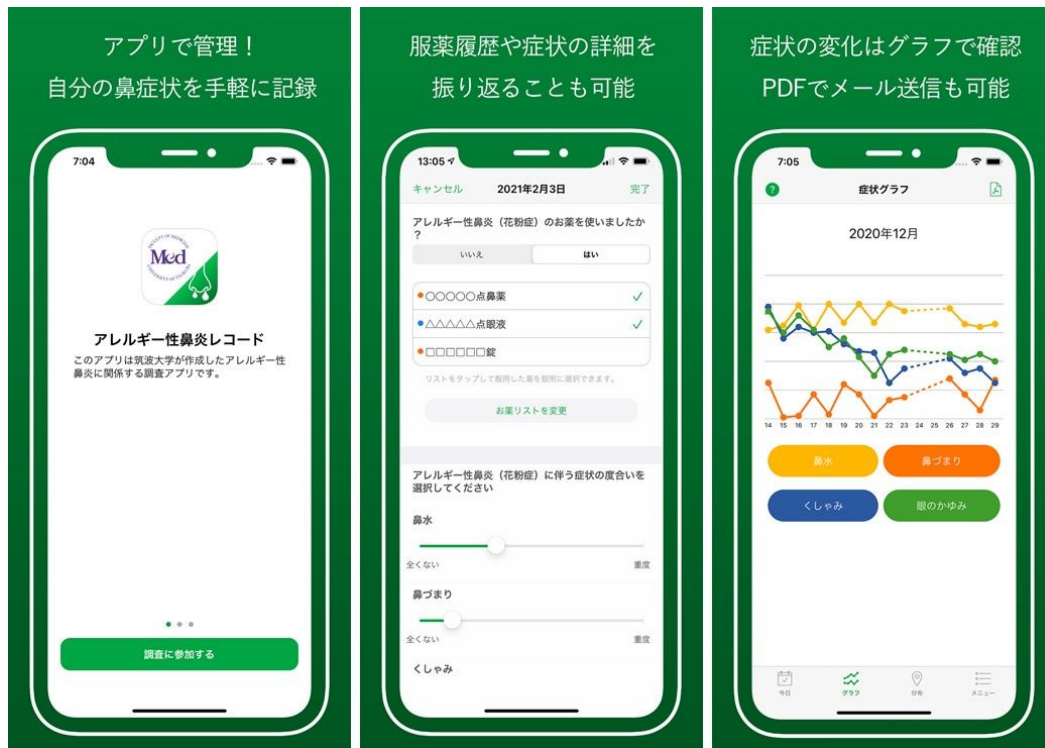 アプリで管理！
自分の鼻症状を手軽に記録
7:04
FACULTY OF MEDICINE
Med
UNIVERSITY OF TSUKUBA
アレルギー性鼻炎レコード
このアプリは筑波大学が作成したアレルギー性
鼻炎に関係する調査アプリです。
調査に参加する
服薬履歴や症状の詳細を
振り返ることも可能
13:05
キャンセル 2021年2月3日 完了
アレルギー性鼻炎（花粉症）のお薬を使いましたか
？
いいえ はい
○○○○○点鼻薬
△△△△△点眼液
□□□□□□錠
リストをタップして服用した薬を個別に選択できます。
お薬リストを変更
アレルギー性鼻炎（花粉症）に伴う症状の度合いを
選択してください
鼻水
全くない 重度
鼻づまり
全くない 重度
くしゃみ
症状の変化はグラフで確認
PDFでメール送信も可能
7:05
? 症状グラフ
2020年12月
14 15 16 17 18 19 20 21 22 23 24 25 26 27 28 29
鼻水 鼻づまり
くしゃみ 眼のかゆみ
今日 グラフ 分布 メニュー